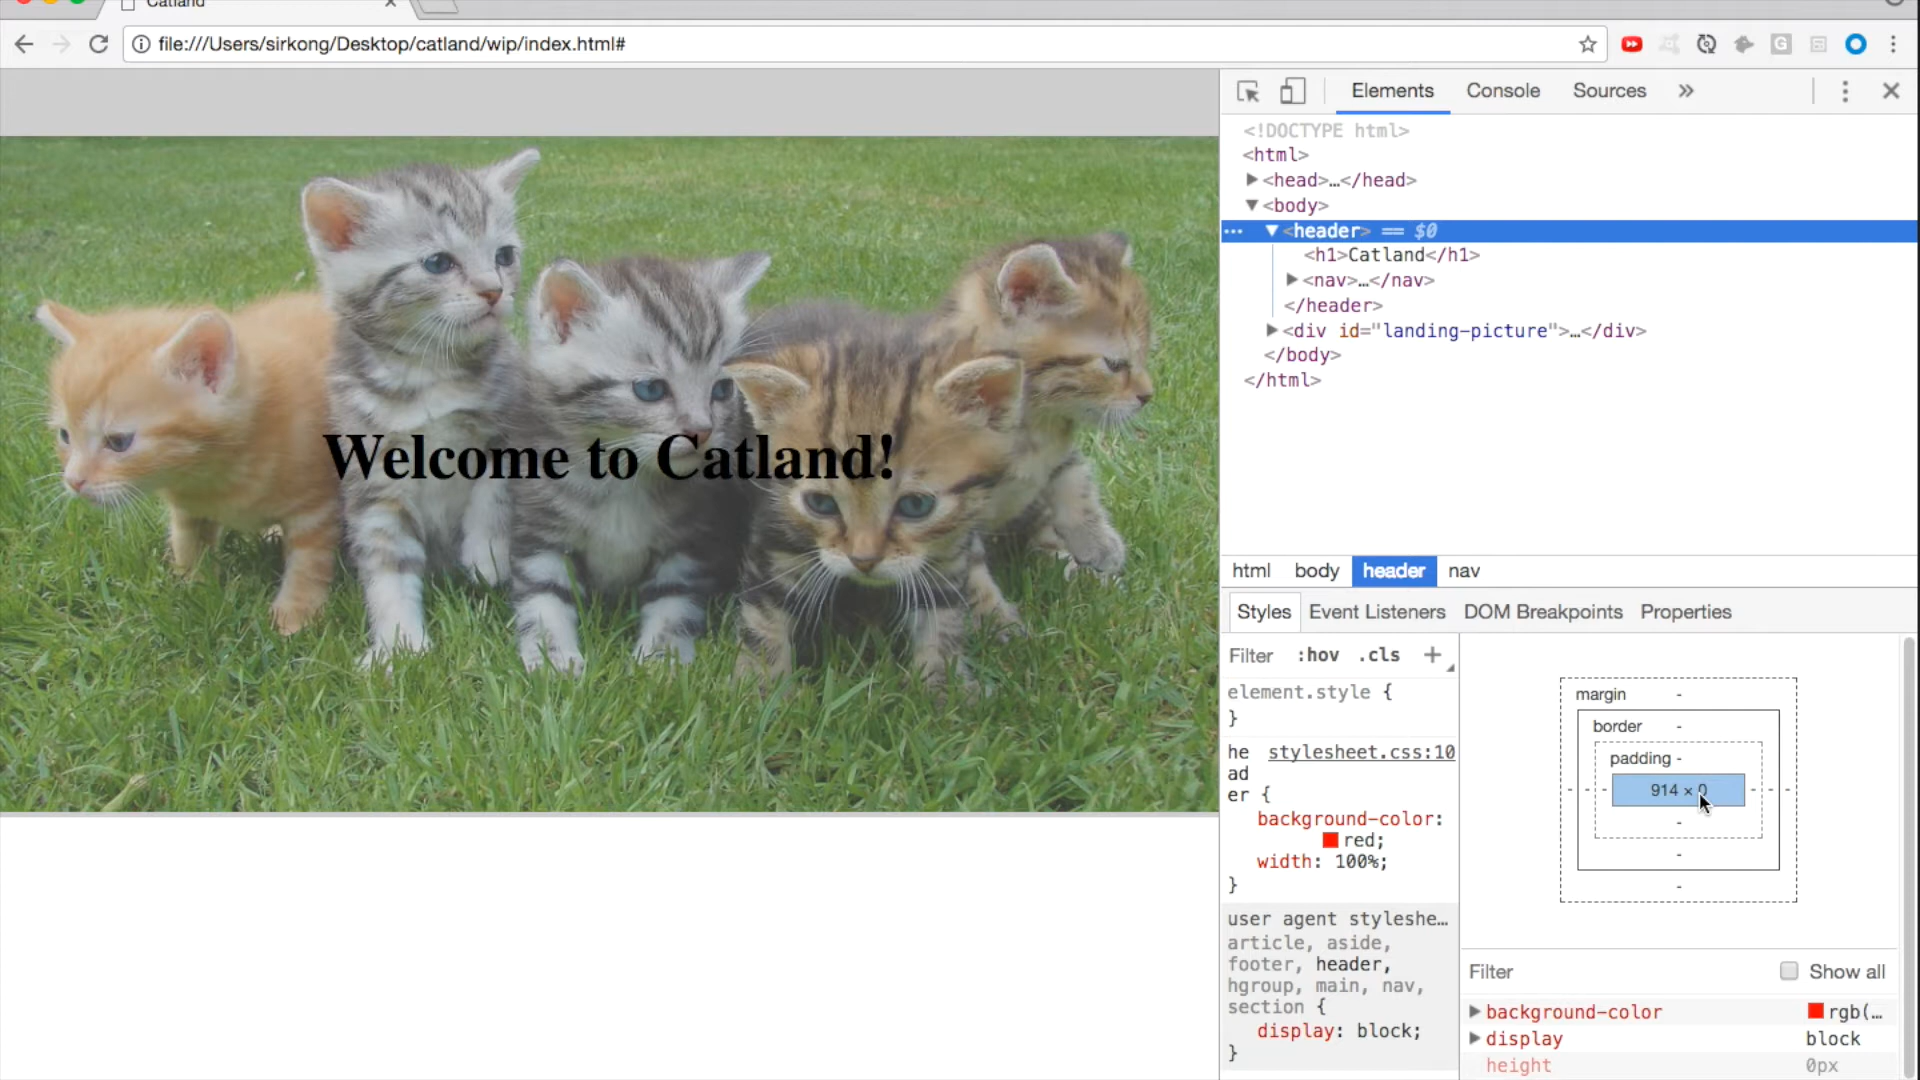 Catland
file:///Users/sirkong/Desktop/catland/wip/index.html#
Welcome to Catland!
Elements Console Sources »
<!DOCTYPE html>
<html>
<head>…</head>
<body>
<header> == $0
<h1>Catland</h1>
<nav>…</nav>
</header>
<div id="landing-picture">…</div>
</body>
</html>
html body header nav
Styles Event Listeners DOM Breakpoints Properties
Filter :hov .cls +
element.style {
}
he stylesheet.css:10
ad
er {
background-color:
red;
width: 100%;
}
user agent styleshe…
article, aside,
footer, header,
hgroup, main, nav,
section {
display: block;
}
margin -
border -
padding -
- - - 914 × 0 - - -
-
-
-
Filter Show all
background-color rgb(…
display block
height 0px